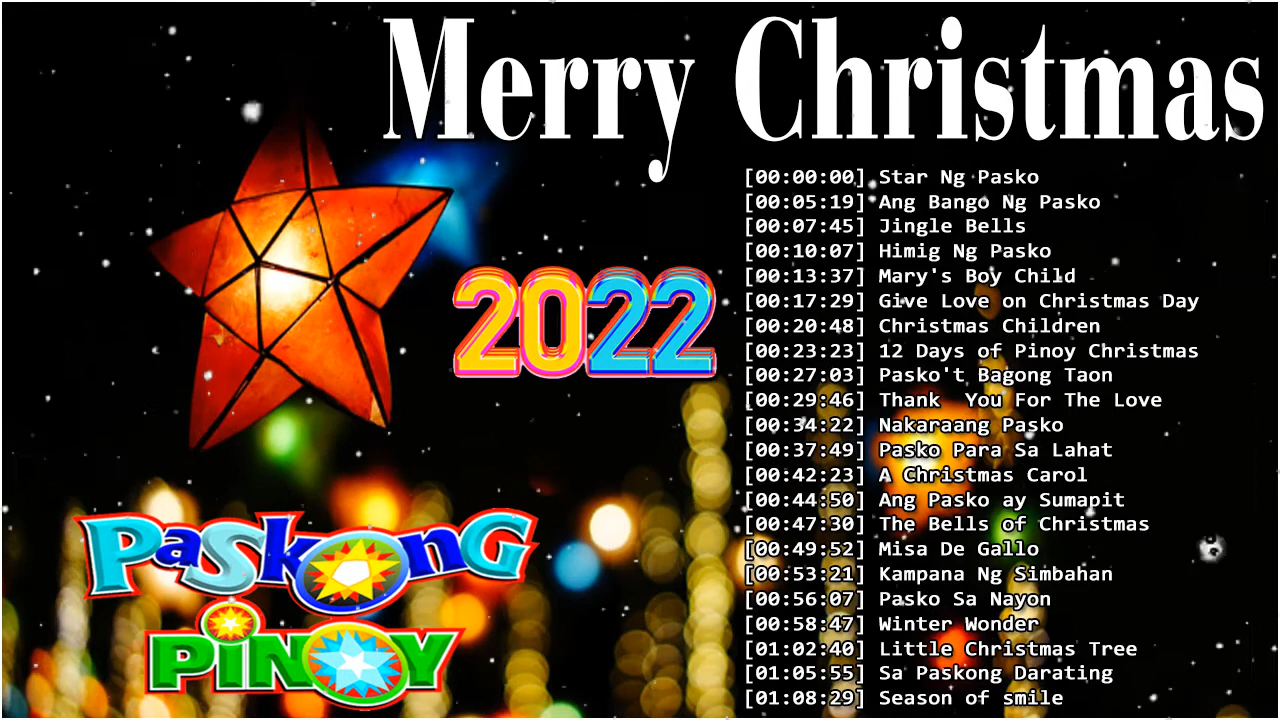 Merry Christmas
[00:00:00] Star Ng Pasko
[00:05:19] Ang Bango Ng Pasko
[00:07:45] Jingle Bells
[00:10:07] Himig Ng Pasko
[00:13:37] Mary's Boy Child
[00:17:29] Give Love on Christmas Day
[00:20:48] Christmas Children
[00:23:23] 12 Days of Pinoy Christmas
[00:27:03] Pasko't Bagong Taon
[00:29:46] Thank  You For The Love
[00:34:22] Nakaraang Pasko
[00:37:49] Pasko Para Sa Lahat
[00:42:23] A Christmas Carol
[00:44:50] Ang Pasko ay Sumapit
[00:47:30] The Bells of Christmas
[00:49:52] Misa De Gallo
[00:53:21] Kampana Ng Simbahan
[00:56:07] Pasko Sa Nayon
[00:58:47] Winter Wonder
[01:02:40] Little Christmas Tree
[01:05:55] Sa Paskong Darating
[01:08:29] Season of smile
2022
PaSkONG
PiNOY